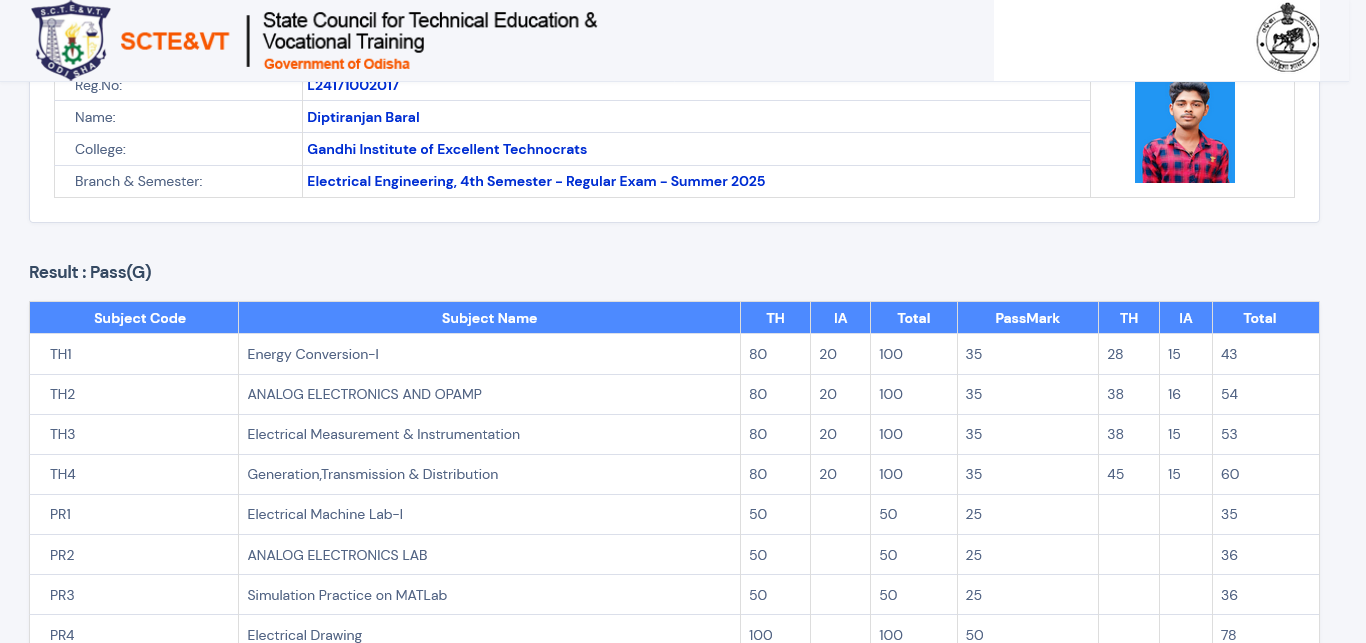 S.C.T.E.& V.T.
ODISHA
SCTE&VT
State Council for Technical Education &
Vocational Training
Government of Odisha
Reg.No: L24171002017
Name: Diptiranjan Baral
College: Gandhi Institute of Excellent Technocrats
Branch & Semester: Electrical Engineering, 4th Semester - Regular Exam - Summer 2025
Result : Pass(G)
Subject Code Subject Name TH IA Total PassMark TH IA Total
TH1 Energy Conversion-I 80 20 100 35 28 15 43
TH2 ANALOG ELECTRONICS AND OPAMP 80 20 100 35 38 16 54
TH3 Electrical Measurement & Instrumentation 80 20 100 35 38 15 53
TH4 Generation,Transmission & Distribution 80 20 100 35 45 15 60
PR1 Electrical Machine Lab-I 50 50 25 35
PR2 ANALOG ELECTRONICS LAB 50 50 25 36
PR3 Simulation Practice on MATLab 50 50 25 36
PR4 Electrical Drawing 100 100 50 78